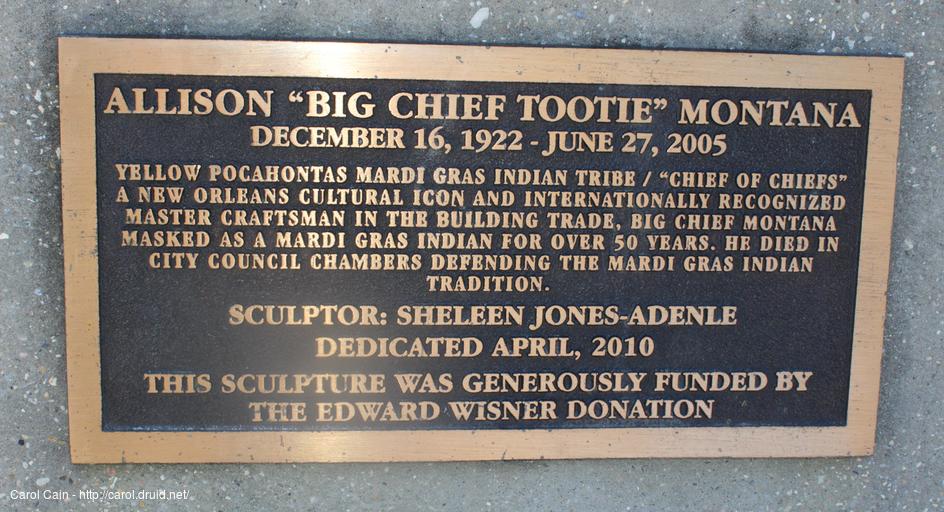 ALLISON “BIG CHIEF TOOTIE” MONTANA
DECEMBER 16, 1922 - JUNE 27, 2005
YELLOW POCAHONTAS MARDI GRAS INDIAN TRIBE / “CHIEF OF CHIEFS”
A NEW ORLEANS CULTURAL ICON AND INTERNATIONALLY RECOGNIZED
MASTER CRAFTSMAN IN THE BUILDING TRADE, BIG CHIEF MONTANA
MASKED AS A MARDI GRAS INDIAN FOR OVER 50 YEARS. HE DIED IN
CITY COUNCIL CHAMBERS DEFENDING THE MARDI GRAS INDIAN
TRADITION.
SCULPTOR: SHELEEN JONES-ADENLE
DEDICATED APRIL, 2010
THIS SCULPTURE WAS GENEROUSLY FUNDED BY
THE EDWARD WISNER DONATION
Carol Cain - http://carol.druid.net/